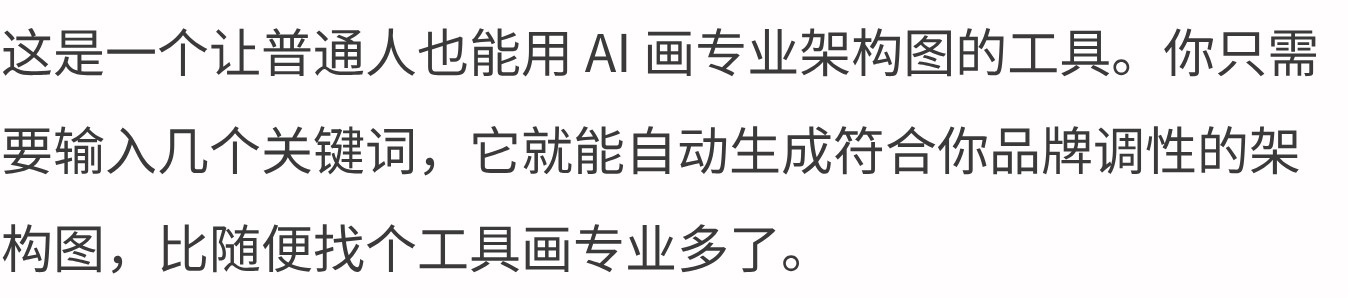 这是一个让普通人也能用 AI 画专业架构图的工具。你只需
要输入几个关键词，它就能自动生成符合你品牌调性的架
构图，比随便找个工具画专业多了。